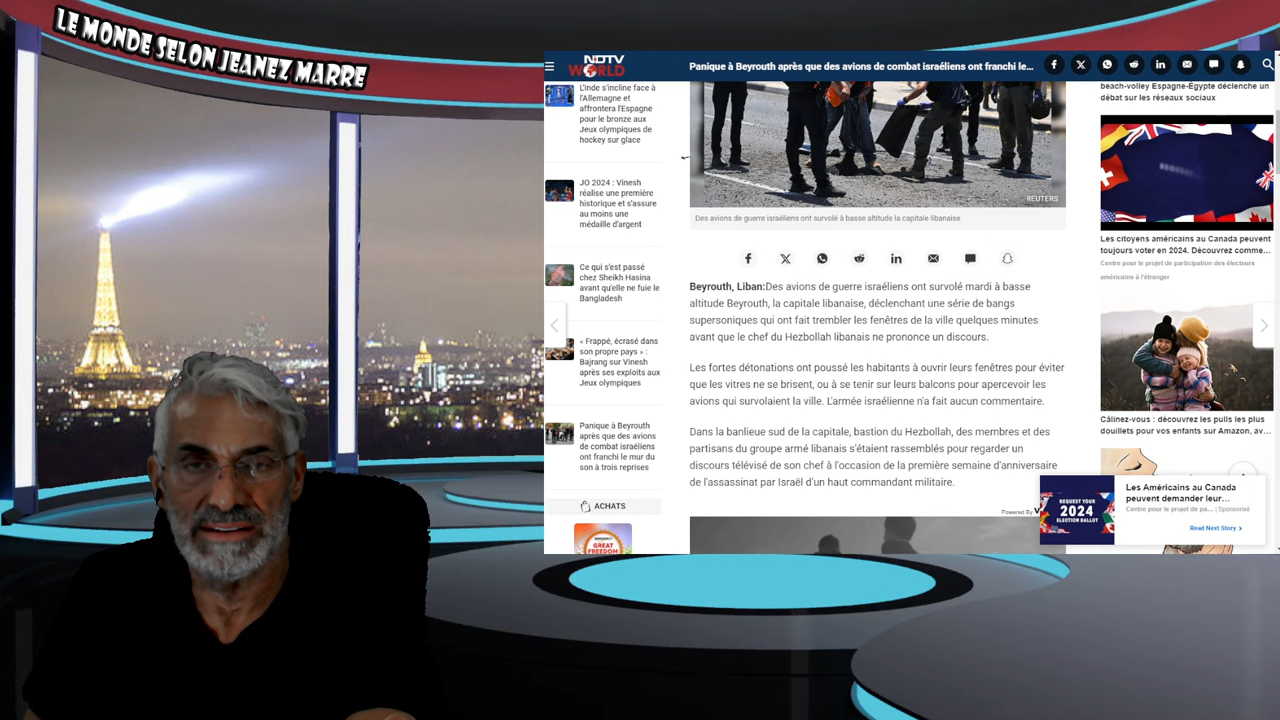 LE MONDE SELON JEANEZ MARRE
NDTV
WORLD
Panique à Beyrouth après que des avions de combat israéliens ont franchi le...
L'Inde s'incline face à
l'Allemagne et
affrontera l'Espagne
pour le bronze aux
Jeux olympiques de
hockey sur glace
JO 2024 : Vinesh
réalise une première
historique et s'assure
au moins une
médaille d'argent
Ce qui s'est passé
chez Sheikh Hasina
avant qu'elle ne fuie le
Bangladesh
« Frappé, écrasé dans
son propre pays » :
Bajrang sur Vinesh
après ses exploits aux
Jeux olympiques
Panique à Beyrouth
après que des avions
de combat israéliens
ont franchi le mur du
son à trois reprises
ACHATS
GREAT
FREEDOM
REUTERS
Des avions de guerre israéliens ont survolé à basse altitude la capitale libanaise
Beyrouth, Liban:Des avions de guerre israéliens ont survolé mardi à basse
altitude Beyrouth, la capitale libanaise, déclenchant une série de bangs
supersoniques qui ont fait trembler les fenêtres de la ville quelques minutes
avant que le chef du Hezbollah libanais ne prononce un discours.
Les fortes détonations ont poussé les habitants à ouvrir leurs fenêtres pour éviter
que les vitres ne se brisent, ou à se tenir sur leurs balcons pour apercevoir les
avions qui survolaient la ville. L'armée israélienne n'a fait aucun commentaire.
Dans la banlieue sud de la capitale, bastion du Hezbollah, des membres et des
partisans du groupe armé libanais s'étaient rassemblés pour regarder un
discours télévisé de son chef à l'occasion de la première semaine d'anniversaire
de l'assassinat par Israël d'un haut commandant militaire.
Powered By
beach-volley Espagne-Égypte déclenche un
débat sur les réseaux sociaux
Les citoyens américains au Canada peuvent
toujours voter en 2024. Découvrez comme...
Centre pour le projet de participation des électeurs
américains à l'étranger
Câlinez-vous : découvrez les pulls les plus
douillets pour vos enfants sur Amazon, av...
REQUEST YOUR
2024
ELECTION BALLOT
Les Américains au Canada
peuvent demander leur...
Centre pour le projet de pa... | Sponsorisé
Read Next Story >